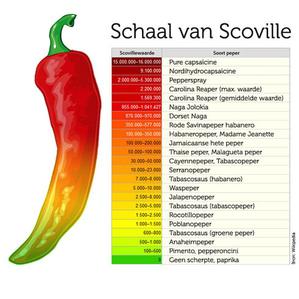 Schaal van Scoville
Scovillewaarde Soort peper
15.000.000–16.000.000 Pure capsaïcine
9.100.000 Nordihydrocapsaïcine
2.000.000–5.300.000 Pepperspray
2.200.000 Carolina Reaper (max. waarde)
1.569.300 Carolina Reaper (gemiddelde waarde)
855.000–1.041.427 Naga Jolokia
876.000–970.000 Dorset Naga
350.000–577.000 Rode Savinapeper habanero
100.000–350.000 Habaneropeper, Madame Jeanette
100.000–200.000 Jamaicaanse hete peper
50.000–100.000 Thaise peper, Malagueta peper
30.000–50.000 Cayennepeper, Tabascopeper
10.000–23.000 Serranopeper
7.000–8.000 Tabascosaus (habanero)
5.000–10.000 Waspeper
2.500–8.000 Jalapenopeper
2.500–5.000 Tabascosaus
1.500–2.500 Rocotillopeper
1.000–1.500 Poblanopeper
600–800 Tabascosaus (groene peper)
500–1.000 Anaheimpeper
100–500 Pimento, pepperoncini
0 Geen scherpte, paprika
Bron: Wikipedia